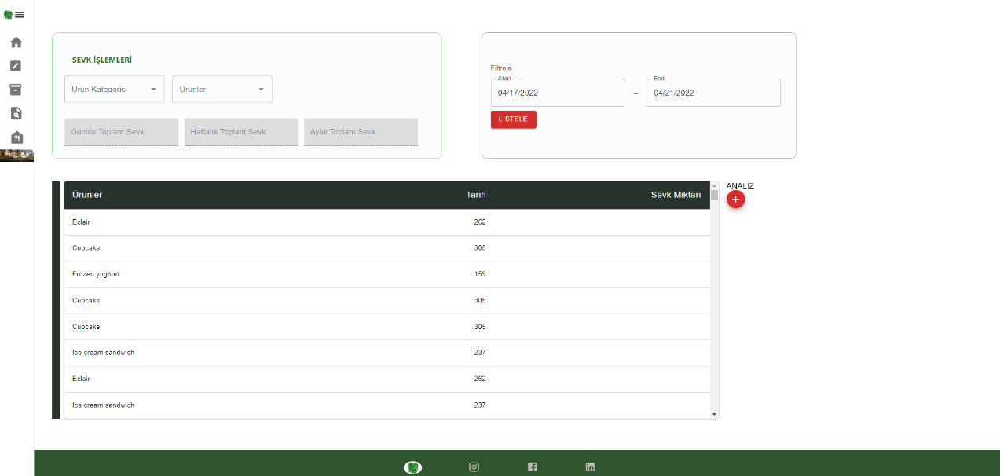 SEVK İŞLEMLERİ
Ürün Katagorisi
Ürünler
Günlük Toplam Sevk
Haftalık Toplam Sevk
Aylık Toplam Sevk
Filtrele
Start
04/17/2022
–
End
04/21/2022
LİSTELE
Ürünler Tarih Sevk Miktarı
Eclair 262
Cupcake 305
Frozen yoghurt 159
Cupcake 305
Cupcake 305
Ice cream sandwich 237
Eclair 262
Ice cream sandwich 237
ANALİZ
+